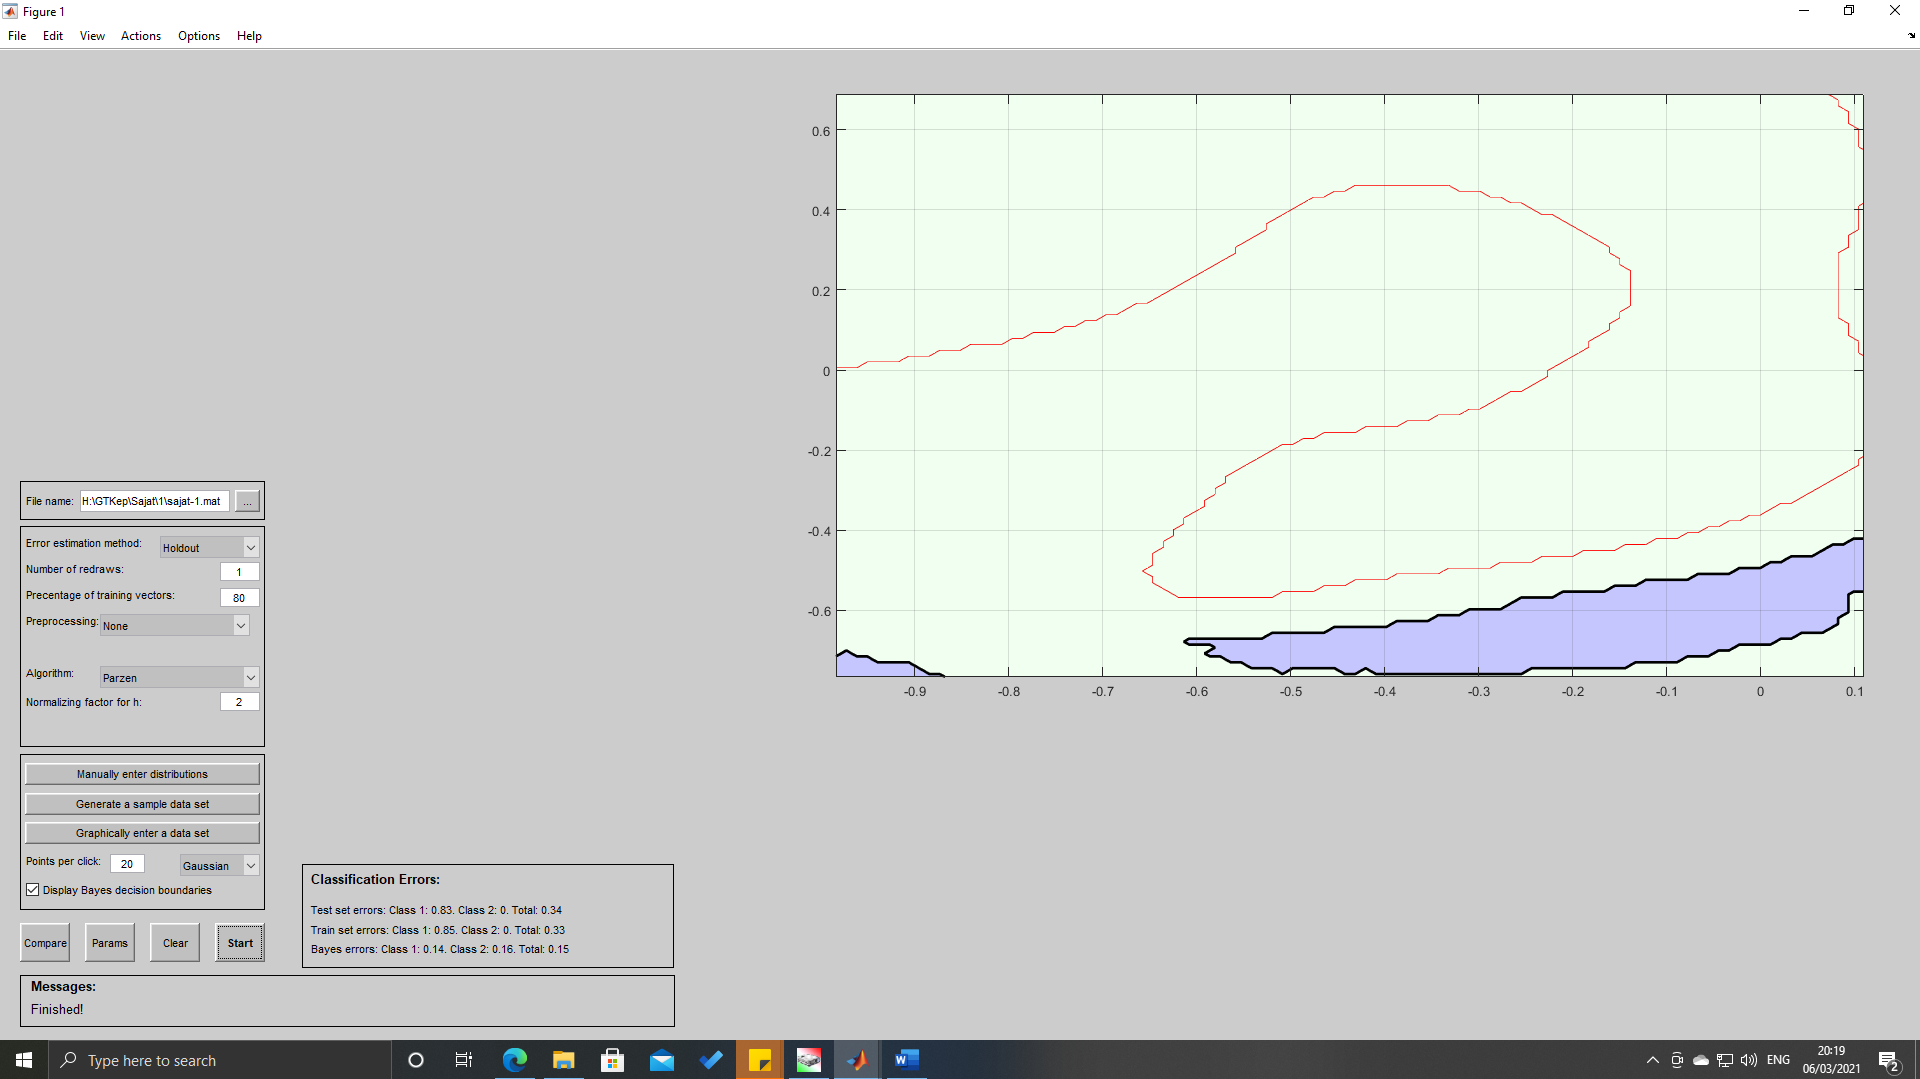 Figure 1
File Edit View Actions Options Help
0.6
0.4
0.2
0
-0.2
-0.4
-0.6
-0.9 -0.8 -0.7 -0.6 -0.5 -0.4 -0.3 -0.2 -0.1 0 0.1
File name: H:\GTKep\Sajat\1\sajat-1.mat ...
Error estimation method: Holdout
Number of redraws: 1
Precentage of training vectors: 80
Preprocessing: None
Algorithm: Parzen
Normalizing factor for h: 2
Manually enter distributions
Generate a sample data set
Graphically enter a data set
Points per click: 20 Gaussian
Display Bayes decision boundaries
Compare Params Clear Start
Classification Errors:
Test set errors: Class 1: 0.83. Class 2: 0. Total: 0.34
Train set errors: Class 1: 0.85. Class 2: 0. Total: 0.33
Bayes errors: Class 1: 0.14. Class 2: 0.16. Total: 0.15
Messages:
Finished!
Type here to search
W
ENG
20:19
06/03/2021
2